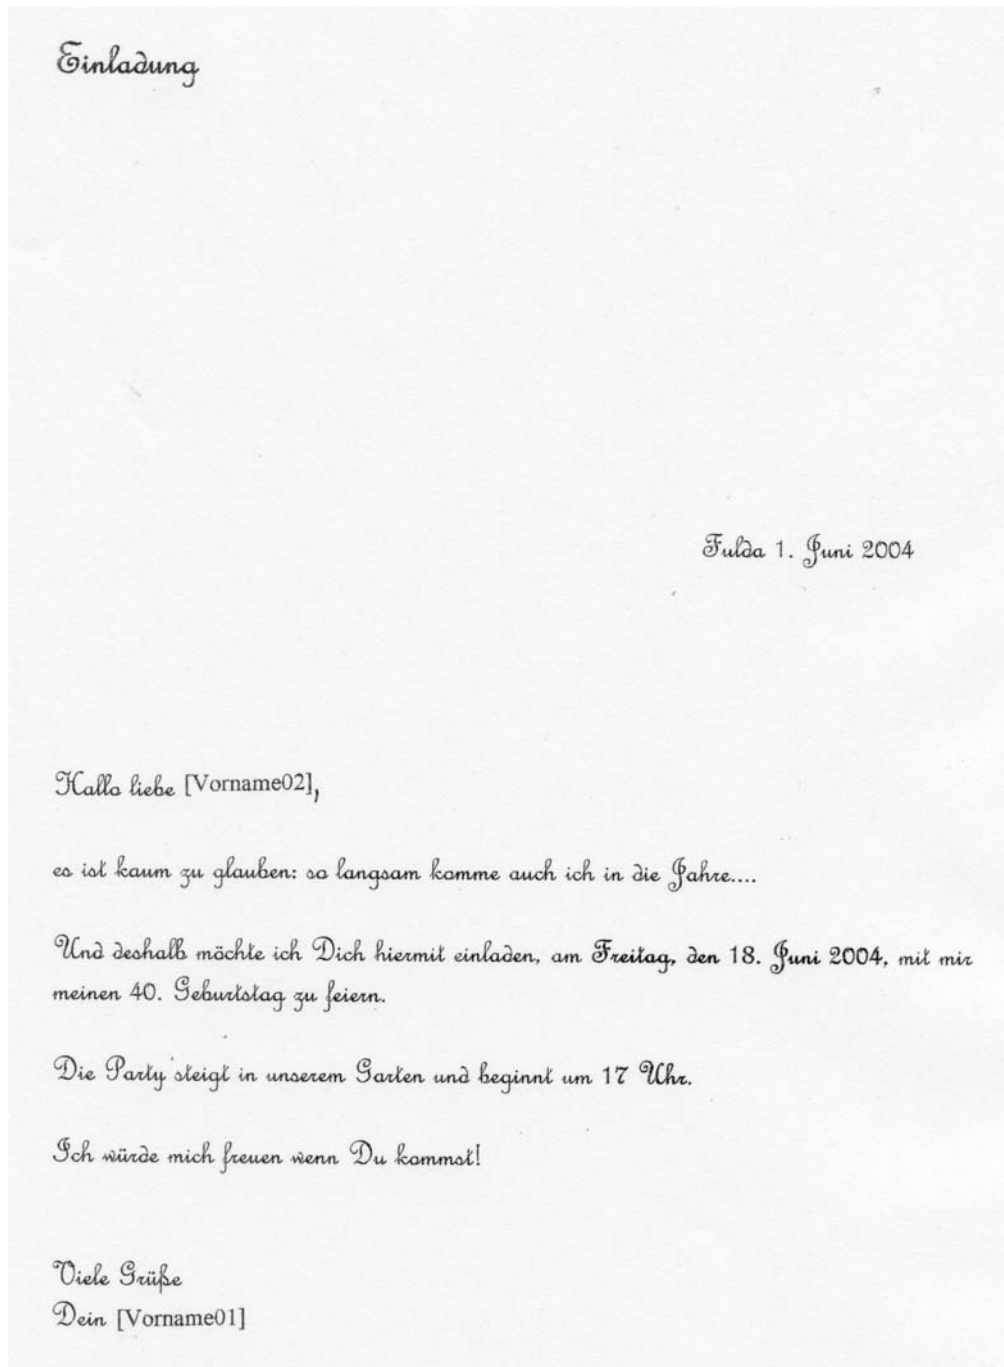 Einladung
Fulda 1. Juni 2004
Hallo liebe [Vorname02],
es ist kaum zu glauben: so langsam komme auch ich in die Jahre....
Und deshalb möchte ich Dich hiermit einladen, am Freitag, den 18. Juni 2004, mit mir
meinen 40. Geburtstag zu feiern.
Die Party steigt in unserem Garten und beginnt um 17 Uhr.
Ich würde mich freuen wenn Du kommst!
Viele Grüße
Dein [Vorname01]